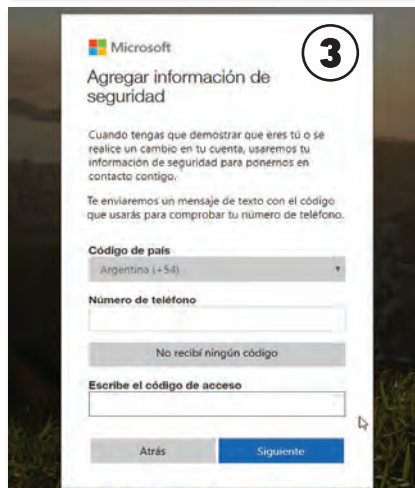 Microsoft
3
Agregar información de
seguridad
Cuando tengas que demostrar que eres tú o se
realice un cambio en tu cuenta, usaremos tu
información de seguridad para ponernos en
contacto contigo.
Te enviaremos un mensaje de texto con el código
que usarás para comprobar tu número de teléfono.
Código de país
Argentina (+54)
Número de teléfono
No recibí ningún código
Escribe el código de acceso
Atrás
Siguiente